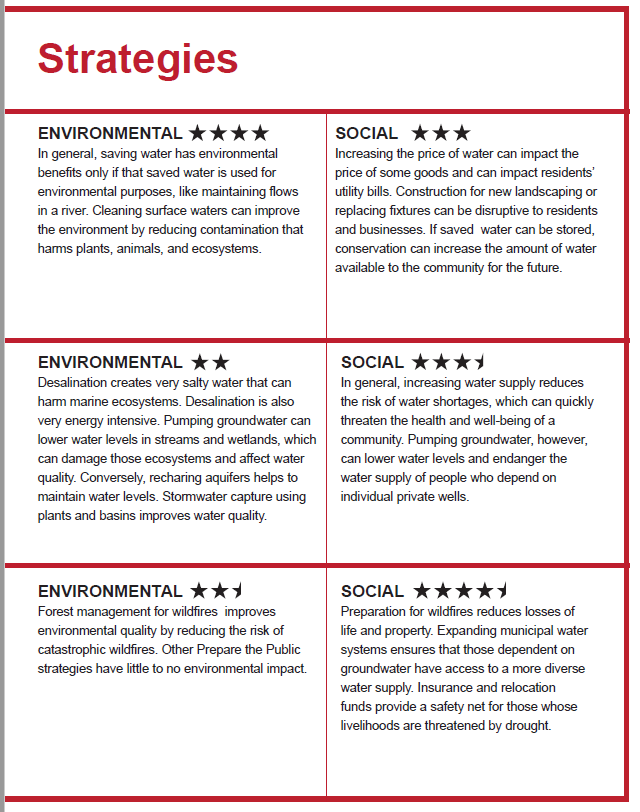 Strategies
ENVIRONMENTAL ★★★★
In general, saving water has environmental
benefits only if that saved water is used for
environmental purposes, like maintaining flows
in a river. Cleaning surface waters can improve
the environment by reducing contamination that
harms plants, animals, and ecosystems.
SOCIAL ★★★
Increasing the price of water can impact the
price of some goods and can impact residents’
utility bills. Construction for new landscaping or
replacing fixtures can be disruptive to residents
and businesses. If saved water can be stored,
conservation can increase the amount of water
available to the community for the future.
ENVIRONMENTAL ★★
Desalination creates very salty water that can
harm marine ecosystems. Desalination is also
very energy intensive. Pumping groundwater can
lower water levels in streams and wetlands, which
can damage those ecosystems and affect water
quality. Conversely, recharing aquifers helps to
maintain water levels. Stormwater capture using
plants and basins improves water quality.
SOCIAL ★★★⯨
In general, increasing water supply reduces
the risk of water shortages, which can quickly
threaten the health and well-being of a
community. Pumping groundwater, however,
can lower water levels and endanger the
water supply of people who depend on
individual private wells.
ENVIRONMENTAL ★★⯨
Forest management for wildfires improves
environmental quality by reducing the risk of
catastrophic wildfires. Other Prepare the Public
strategies have little to no environmental impact.
SOCIAL ★★★★⯨
Preparation for wildfires reduces losses of
life and property. Expanding municipal water
systems ensures that those dependent on
groundwater have access to a more diverse
water supply. Insurance and relocation
funds provide a safety net for those whose
livelihoods are threatened by drought.